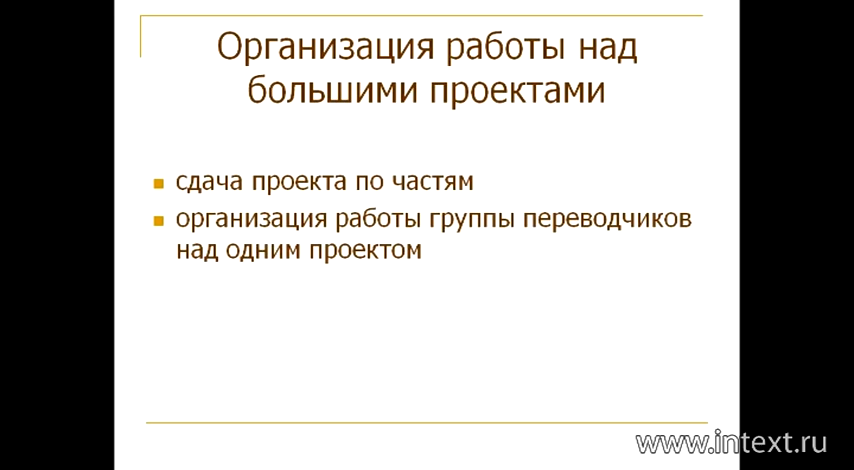 Организация работы над
большими проектами
сдача проекта по частям
организация работы группы переводчиков
над одним проектом
www.intext.ru